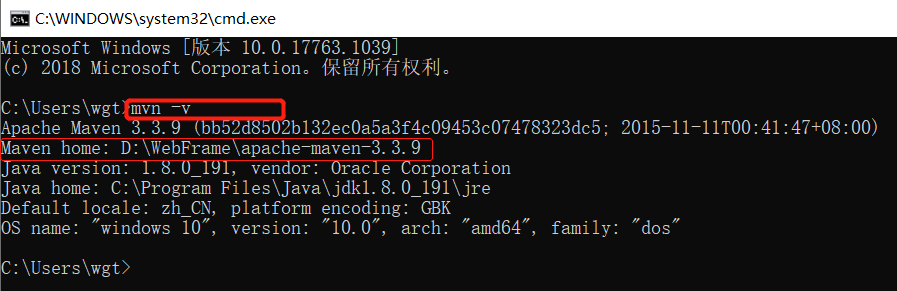 C:\WINDOWS\system32\cmd.exe
Microsoft Windows [版本 10.0.17763.1039]
(c) 2018 Microsoft Corporation。保留所有权利。
C:\Users\wgt>mvn -v
Apache Maven 3.3.9 (bb52d8502b132ec0a5a3f4c09453c07478323dc5; 2015-11-11T00:41:47+08:00)
Maven home: D:\WebFrame\apache-maven-3.3.9
Java version: 1.8.0_191, vendor: Oracle Corporation
Java home: C:\Program Files\Java\jdk1.8.0_191\jre
Default locale: zh_CN, platform encoding: GBK
OS name: "windows 10", version: "10.0", arch: "amd64", family: "dos"
C:\Users\wgt>